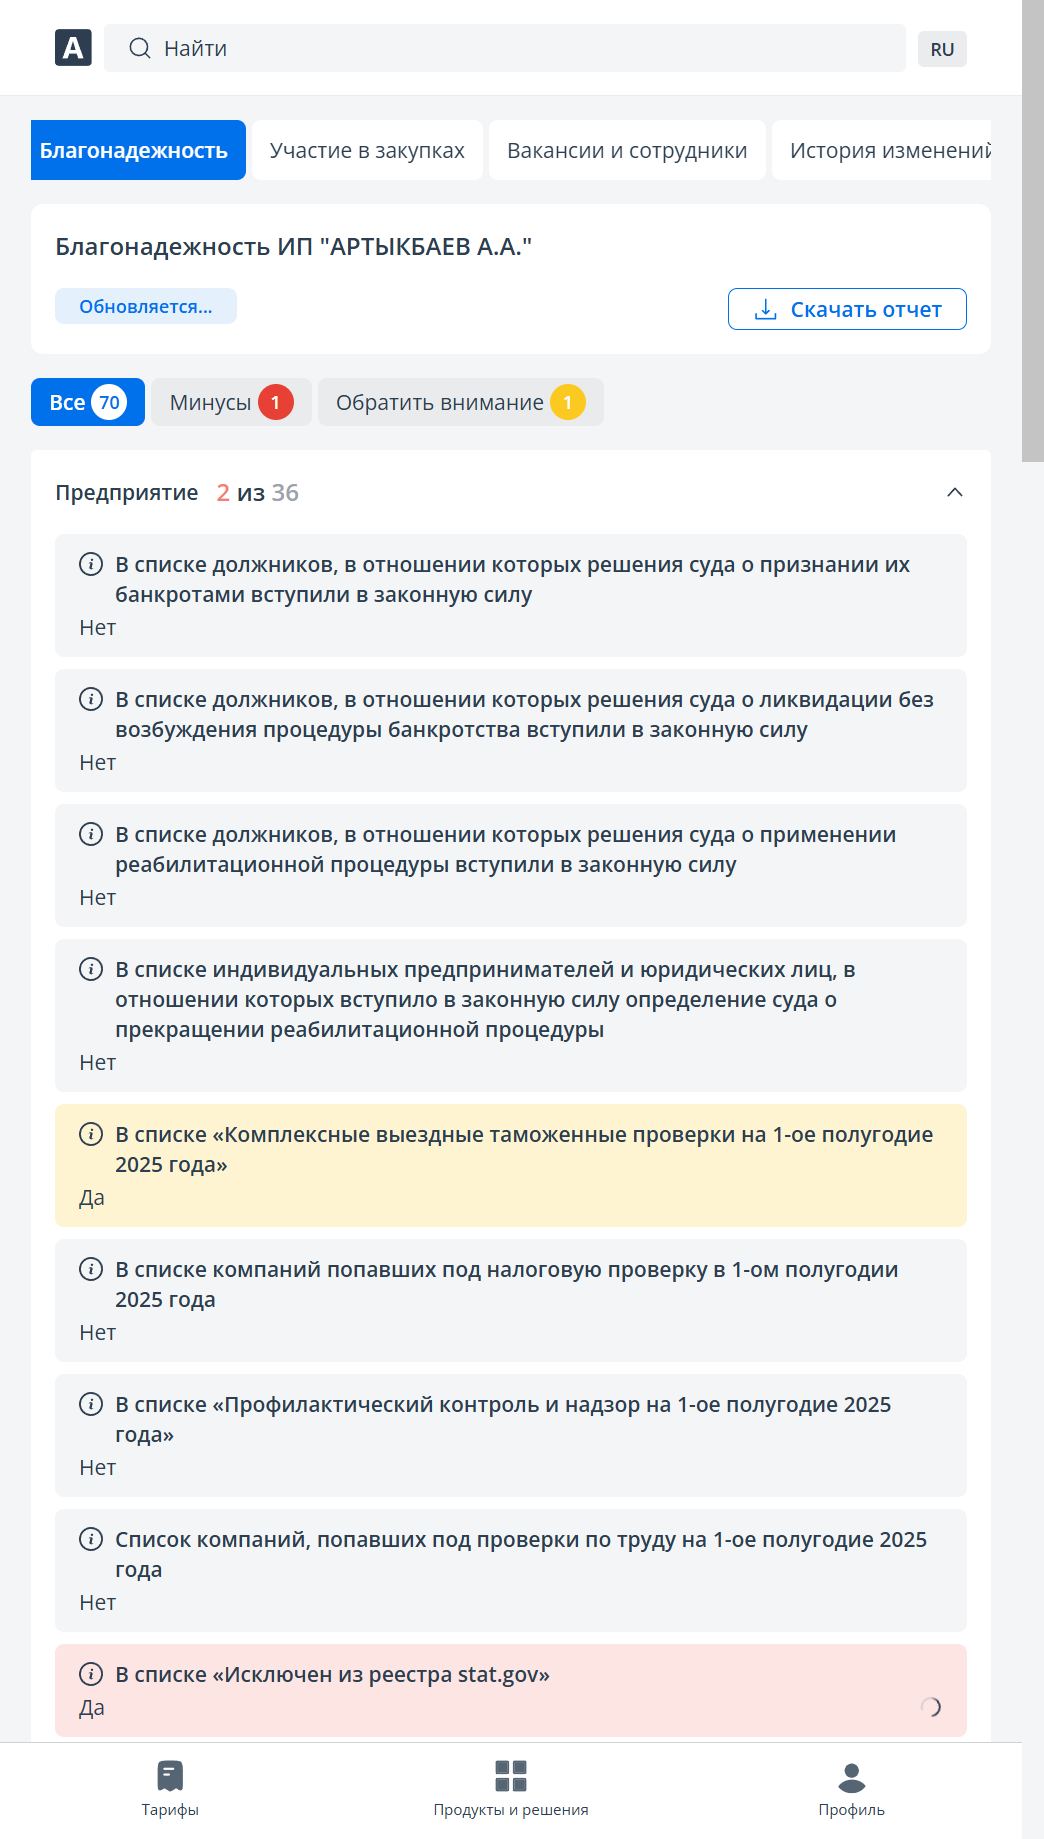 A
Найти
RU
Благонадежность
Участие в закупках
Вакансии и сотрудники
История изменений
Благонадежность ИП "АРТЫКБАЕВ А.А."
Обновляется...
Скачать отчет
Все 70
Минусы 1
Обратить внимание 1
Предприятие 2 из 36
В списке должников, в отношении которых решения суда о признании их
банкротами вступили в законную силу
Нет
В списке должников, в отношении которых решения суда о ликвидации без
возбуждения процедуры банкротства вступили в законную силу
Нет
В списке должников, в отношении которых решения суда о применении
реабилитационной процедуры вступили в законную силу
Нет
В списке индивидуальных предпринимателей и юридических лиц, в
отношении которых вступило в законную силу определение суда о
прекращении реабилитационной процедуры
Нет
В списке «Комплексные выездные таможенные проверки на 1-ое полугодие
2025 года»
Да
В списке компаний попавших под налоговую проверку в 1-ом полугодии
2025 года
Нет
В списке «Профилактический контроль и надзор на 1-ое полугодие 2025
года»
Нет
Список компаний, попавших под проверки по труду на 1-ое полугодие 2025
года
Нет
В списке «Исключен из реестра stat.gov»
Да
Тарифы
Продукты и решения
Профиль